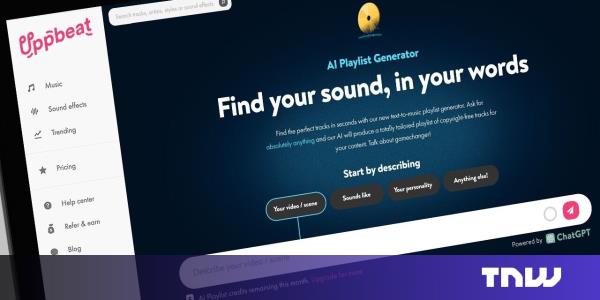 Uppbeat
Search tracks, artists, styles or sound effects
Music
Sound effects
Trending
Pricing
Help center
Refer & earn
Blog
AI Playlist Generator
Find your sound, in your words
Find the perfect tracks in seconds with our new text-to-music playlist generator. Ask for
absolutely anything and our AI will produce a totally tailored playlist of copyright-free tracks for
your content. Talk about gamechanger!
Start by describing
Your video / scene
Sounds like
Your personality
Anything else!
Describe your video / scene
AI Playlist credits remaining this month. Upgrade for more
Powered by ChatGPT
TNW